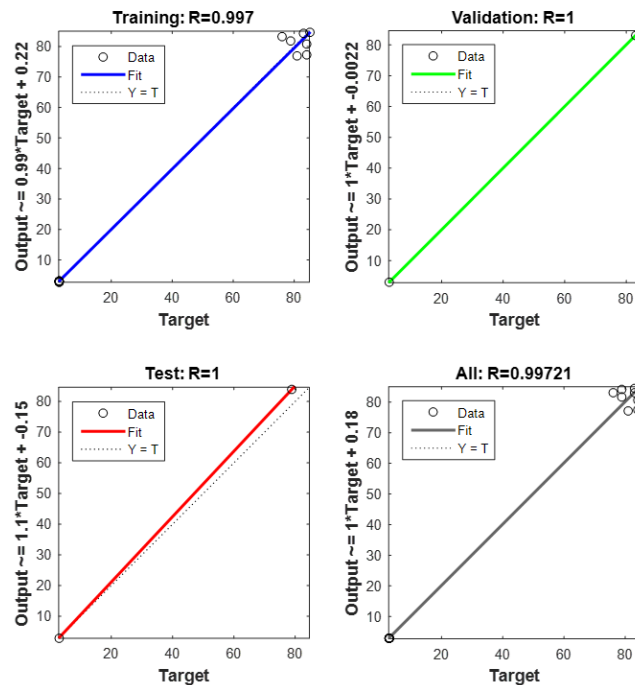 Training: R=0.997
Output ~= 0.99*Target + 0.22
80
70
60
50
40
30
20
10
Data
Fit
Y = T
20
40
60
80
Target
Validation: R=1
Output ~= 1*Target + -0.0022
80
70
60
50
40
30
20
10
Data
Fit
Y = T
20
40
60
80
Target
Test: R=1
Output ~= 1.1*Target + -0.15
80
70
60
50
40
30
20
10
Data
Fit
Y = T
20
40
60
80
Target
All: R=0.99721
Output ~= 1*Target + 0.18
80
70
60
50
40
30
20
10
Data
Fit
Y = T
20
40
60
80
Target